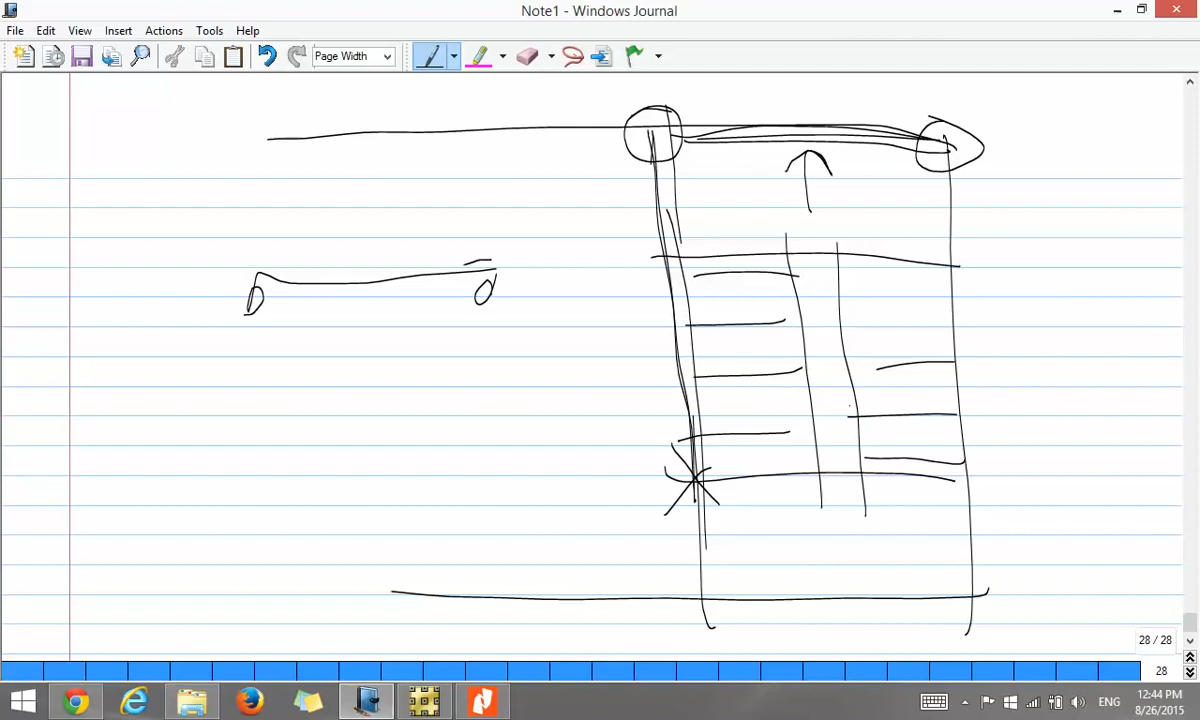 Note1 - Windows Journal
File Edit View Insert Actions Tools Help
Page Width
D
28 / 28
28
ENG
12:44 PM
8/26/2015